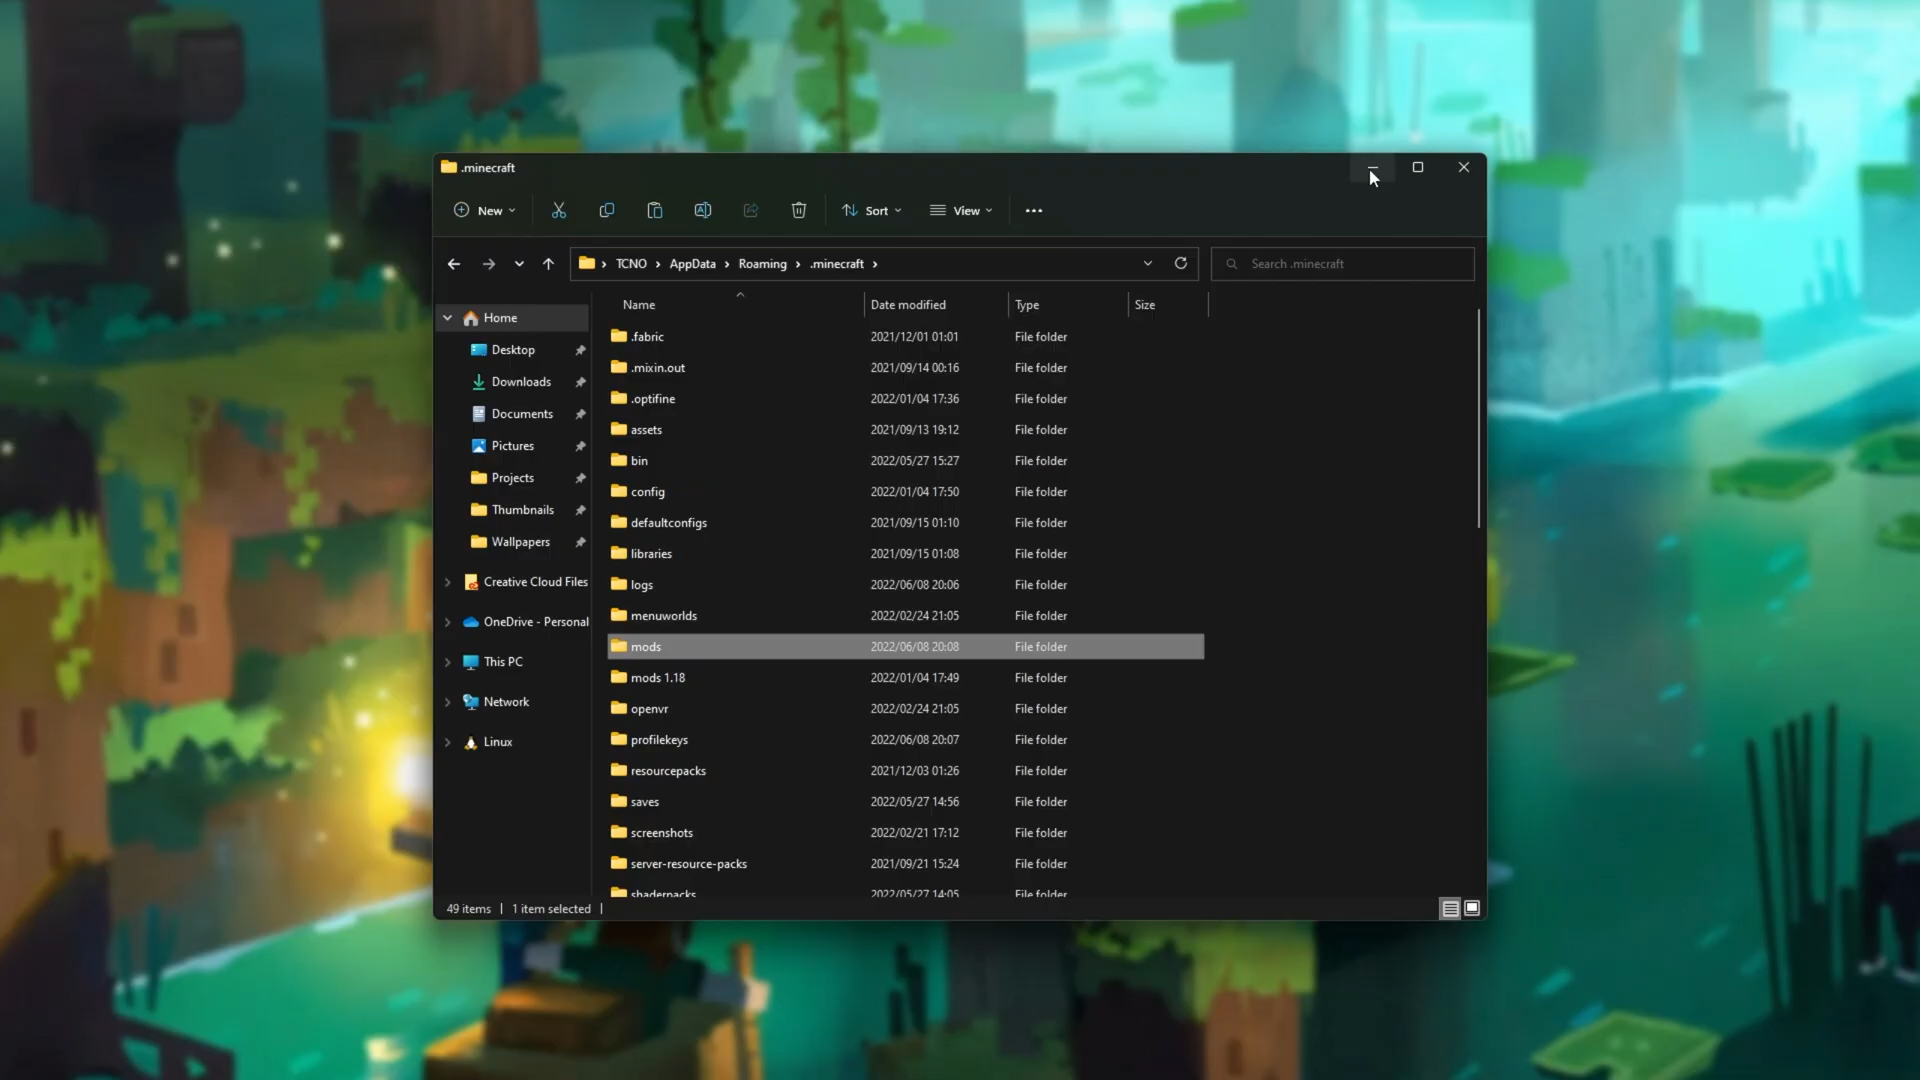 .minecraft
New
Sort
View
TCNO > AppData > Roaming > .minecraft >
Search .minecraft
Name Date modified Type Size
Home
Desktop
Downloads
Documents
Pictures
Projects
Thumbnails
Wallpapers
Creative Cloud Files
OneDrive - Personal
This PC
Network
Linux
.fabric 2021/12/01 01:01 File folder
.mixin.out 2021/09/14 00:16 File folder
.optifine 2022/01/04 17:36 File folder
assets 2021/09/13 19:12 File folder
bin 2022/05/27 15:27 File folder
config 2022/01/04 17:50 File folder
defaultconfigs 2021/09/15 01:10 File folder
libraries 2021/09/15 01:08 File folder
logs 2022/06/08 20:06 File folder
menuworlds 2022/02/24 21:05 File folder
mods 2022/06/08 20:08 File folder
mods 1.18 2022/01/04 17:49 File folder
openvr 2022/02/24 21:05 File folder
profilekeys 2022/06/08 20:07 File folder
resourcepacks 2021/12/03 01:26 File folder
saves 2022/05/27 14:56 File folder
screenshots 2022/02/21 17:12 File folder
server-resource-packs 2021/09/21 15:24 File folder
shaderpacks 2022/05/27 14:05 File folder
49 items | 1 item selected |